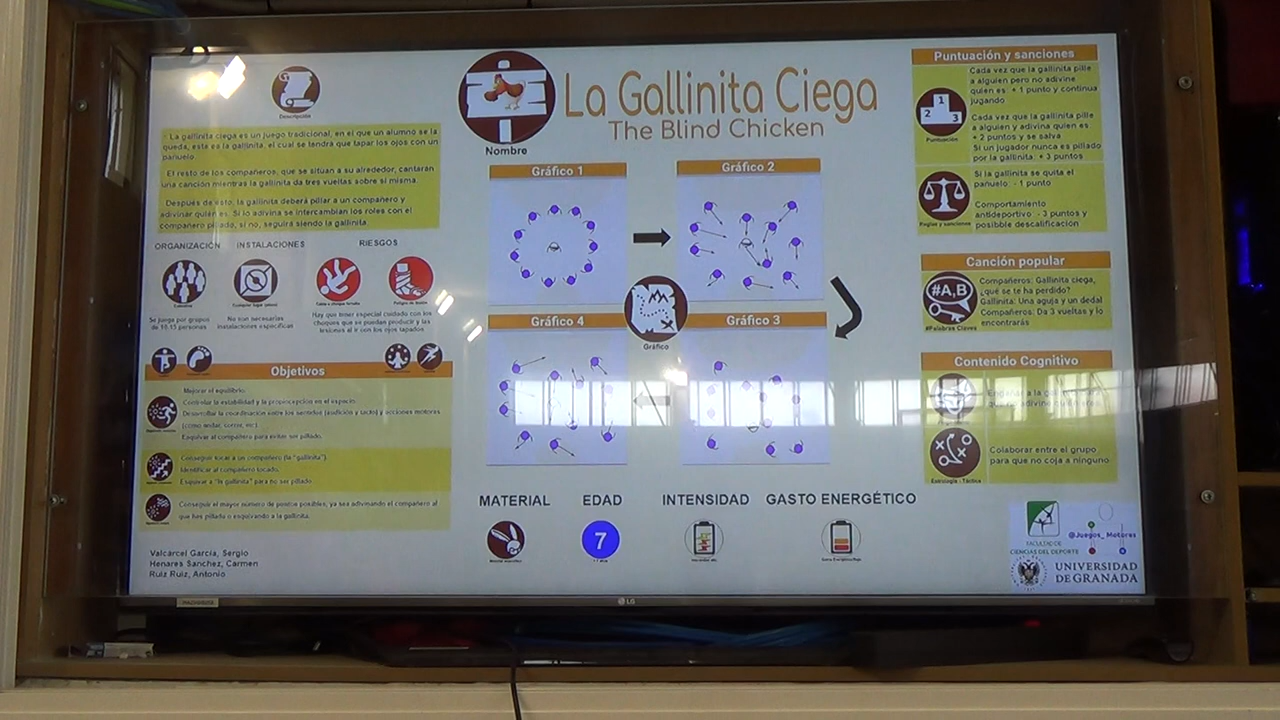 Descripción
- La gallinita ciega es un juego tradicional, en el que un alumno se la
queda, este es la gallinita, el cual se tendrá que tapar los ojos con un
pañuelo.
El resto de los compañeros, que se sitúan a su alrededor, cantarán
una canción mientras la gallinita da tres vueltas sobre sí misma.
- Después de esto, la gallinita deberá pillar a un compañero y
adivinar quién es. Si lo adivina se intercambian los roles con el
compañero pillado, si no, seguirá siendo la gallinita.
ORGANIZACIÓN INSTALACIONES RIESGOS
Se juega por grupos
de 10-15 personas
No son necesarias
instalaciones específicas
Hay que tener especial cuidado con los
choques que se puedan producir y las
lesiones al ir con los ojos tapados
Objetivos
Mejorar el equilibrio.
Controlar la estabilidad y la propiocepción en el espacio.
Desarrollar la coordinación entre los sentidos (audición y tacto) y acciones motores
(como andar, correr, etc)
Esquivar al compañero para evitar ser pillado.
Conseguir tocar a un compañero (la "gallinita").
Identificar al compañero tocado.
Esquivar a "la gallinita" para no ser pillado.
Conseguir el mayor número de puntos posibles, ya sea adivinando el compañero al
que has pillado o esquivando a la gallinita.
Valcarcel García, Sergio
Henares Sanchez, Carmen
Ruiz Ruiz, Antonio
Nombre
La Gallinita Ciega
The Blind Chicken
Gráfico 1
Gráfico 2
Gráfico 4
Gráfico 3
Gráfico
MATERIAL EDAD INTENSIDAD GASTO ENERGÉTICO
7
Puntuación y sanciones
1
2 3
Puntuación
Cada vez que la gallinita pille
a alguien pero no adivine
quien es: + 1 punto y continua
jugando
Cada vez que la gallinita pille
a alguien y adivina quien es
+ 2 puntos y se salva
Si un jugador nunca es pillado
por la gallinita: + 3 puntos
Reglas y sanciones
Si la gallinita se quita el
pañuelo: - 1 punto
Comportamiento
antideportivo: - 3 puntos y
posibble descalificación
Canción popular
#A,B
#Palabras Claves
Compañeros: Gallinita ciega,
¿qué se te ha perdido?
Gallinita: Una aguja y un dedal
Compañeros: Da 3 vueltas y lo
encontrarás
Contenido Cognitivo
Estrategia - Táctica
Colaborar entre el grupo
para que no coja a ninguno
FACULTAD DE
CIENCIAS DEL DEPORTE
@Juegos_Motores
UNIVERSIDAD
DE GRANADA
LG